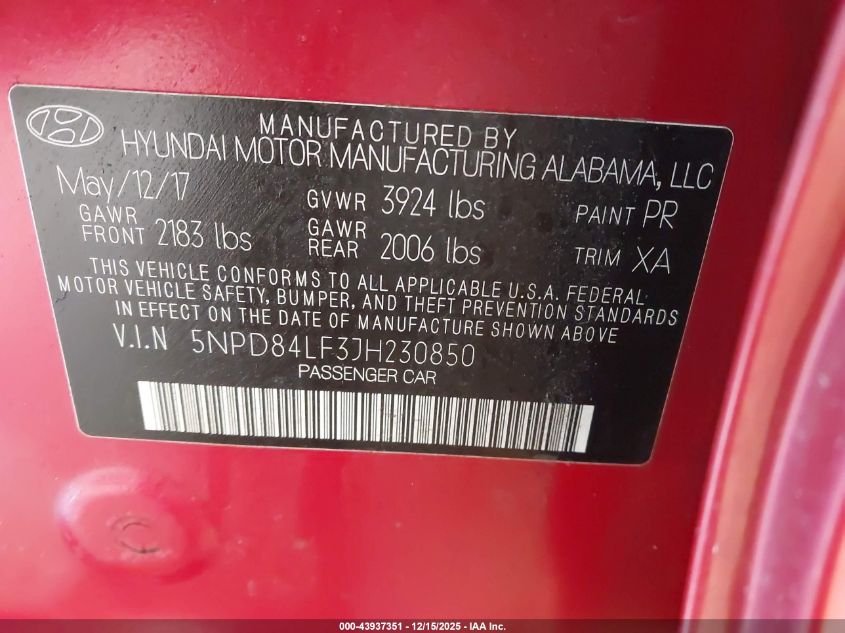 MANUFACTURED BY
HYUNDAI MOTOR MANUFACTURING ALABAMA, LLC
May/12/17 GVWR 3924 lbs PAINT PR
GAWR FRONT 2183 lbs GAWR REAR 2006 lbs TRIM XA
THIS VEHICLE CONFORMS TO ALL APPLICABLE U.S.A. FEDERAL
MOTOR VEHICLE SAFETY, BUMPER, AND THEFT PREVENTION STANDARDS
IN EFFECT ON THE DATE OF MANUFACTURE SHOWN ABOVE
V.I.N 5NPD84LF3JH230850
PASSENGER CAR
000-43937351 - 12/15/2025 - IAA Inc.